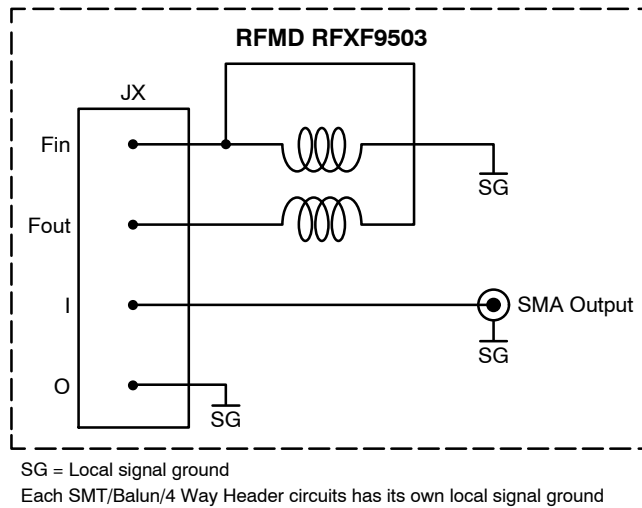 RFMD RFXF9503
JX
Fin
SG
Fout
I
SMA Output
SG
O
SG
SG = Local signal ground
Each SMT/Balun/4 Way Header circuits has its own local signal ground